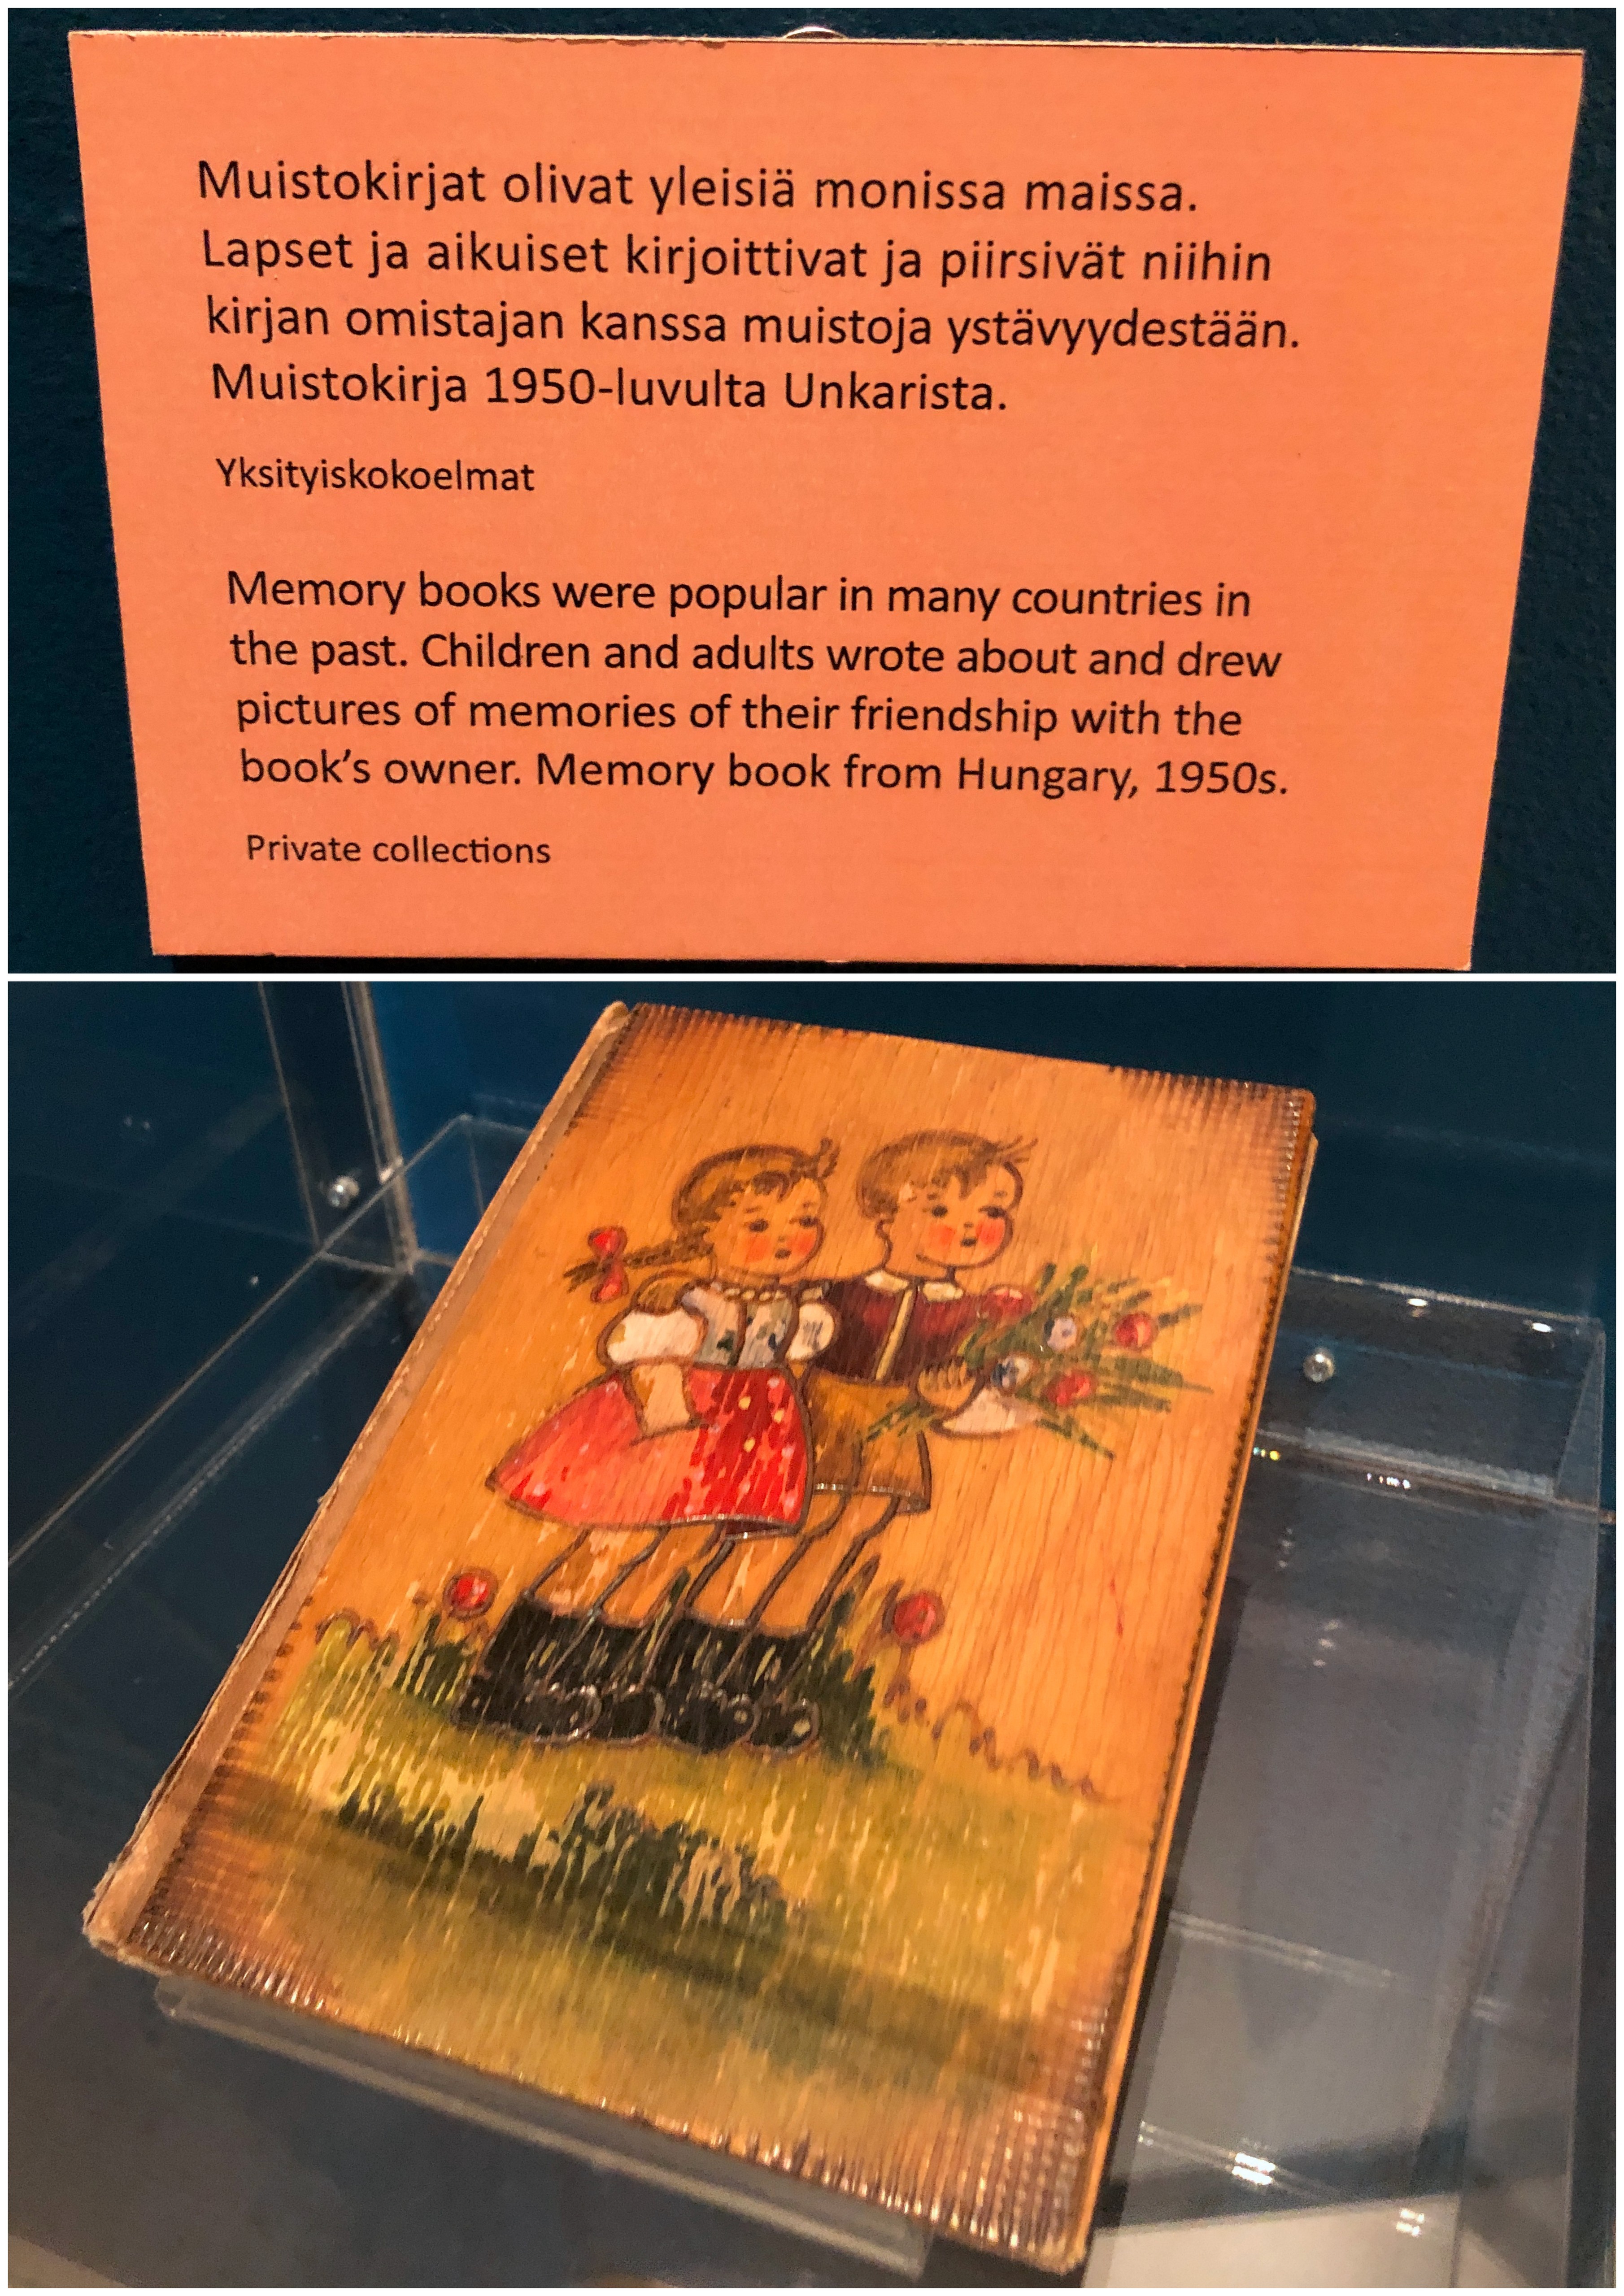 Muistokirjat olivat yleisiä monissa maissa.
Lapset ja aikuiset kirjoittivat ja piirsivät niihin
kirjan omistajan kanssa muistoja ystävyydestään.
Muistokirja 1950-luvulta Unkarista.
Yksityiskokoelmat
Memory books were popular in many countries in
the past. Children and adults wrote about and drew
pictures of memories of their friendship with the
book's owner. Memory book from Hungary, 1950s.
Private collections